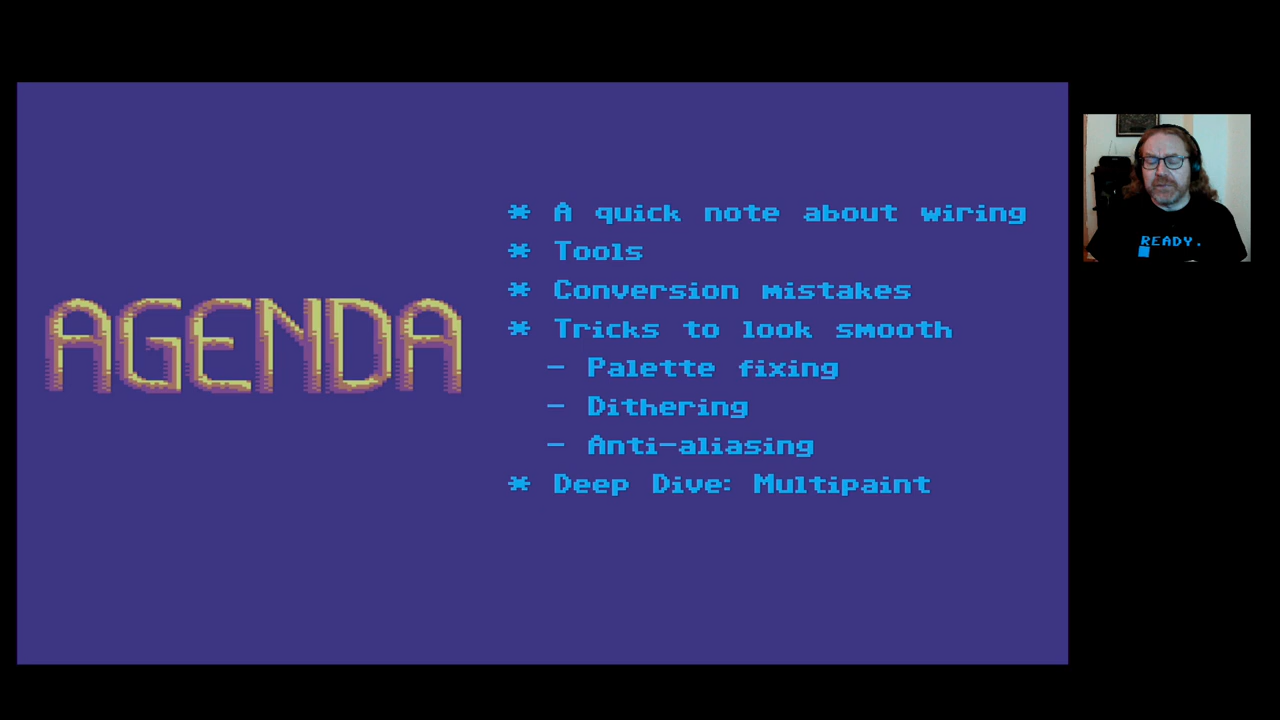 AGENDA
* A quick note about wiring
* Tools
* Conversion mistakes
* Tricks to look smooth
- Palette fixing
- Dithering
- Anti-aliasing
* Deep Dive: Multipaint
READY.